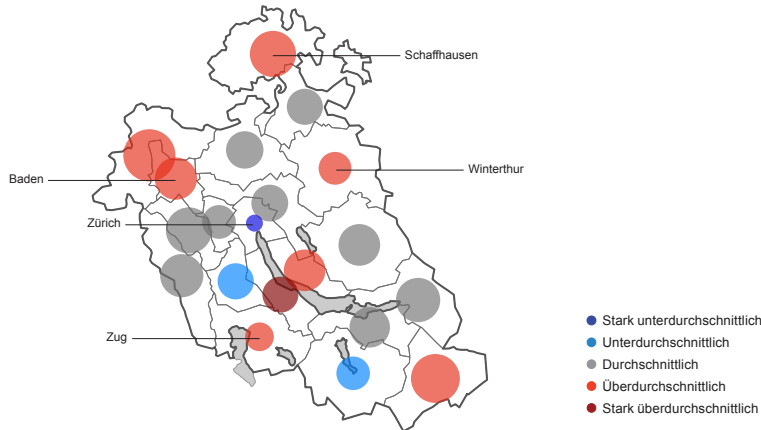 Schaffhausen
Winterthur
Baden
Zürich
Zug
Stark unterdurchschnittlich
Unterdurchschnittlich
Durchschnittlich
Überdurchschnittlich
Stark überdurchschnittlich